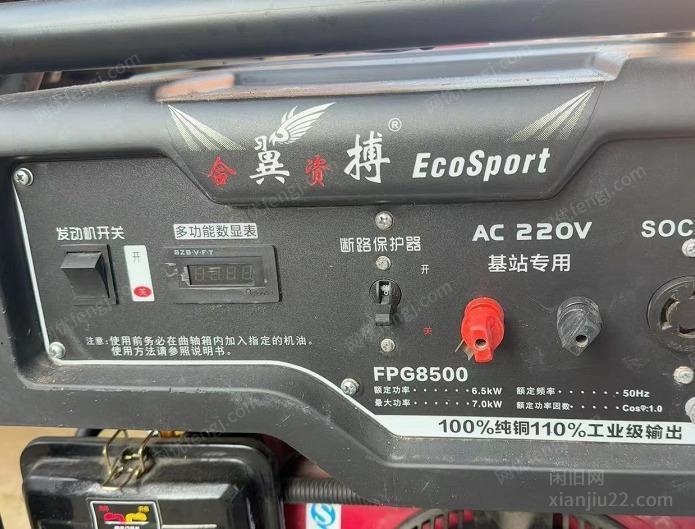 合翼资搏® EcoSport
发动机开关
开
关
多功能数显表
BZB-V-F-T
断路保护器
开
关
AC 220V
基站专用
SOC
注意:使用前务必在曲轴箱内加入指定的机油。
使用方法请参照说明书。
FPG8500
额定功率······6.5kW 额定频率·····50Hz
最大功率······7.0kW 额定功率因数···Cosφ:1.0
100%纯铜110%工业级输出
闲旧网
xianjiu22.com